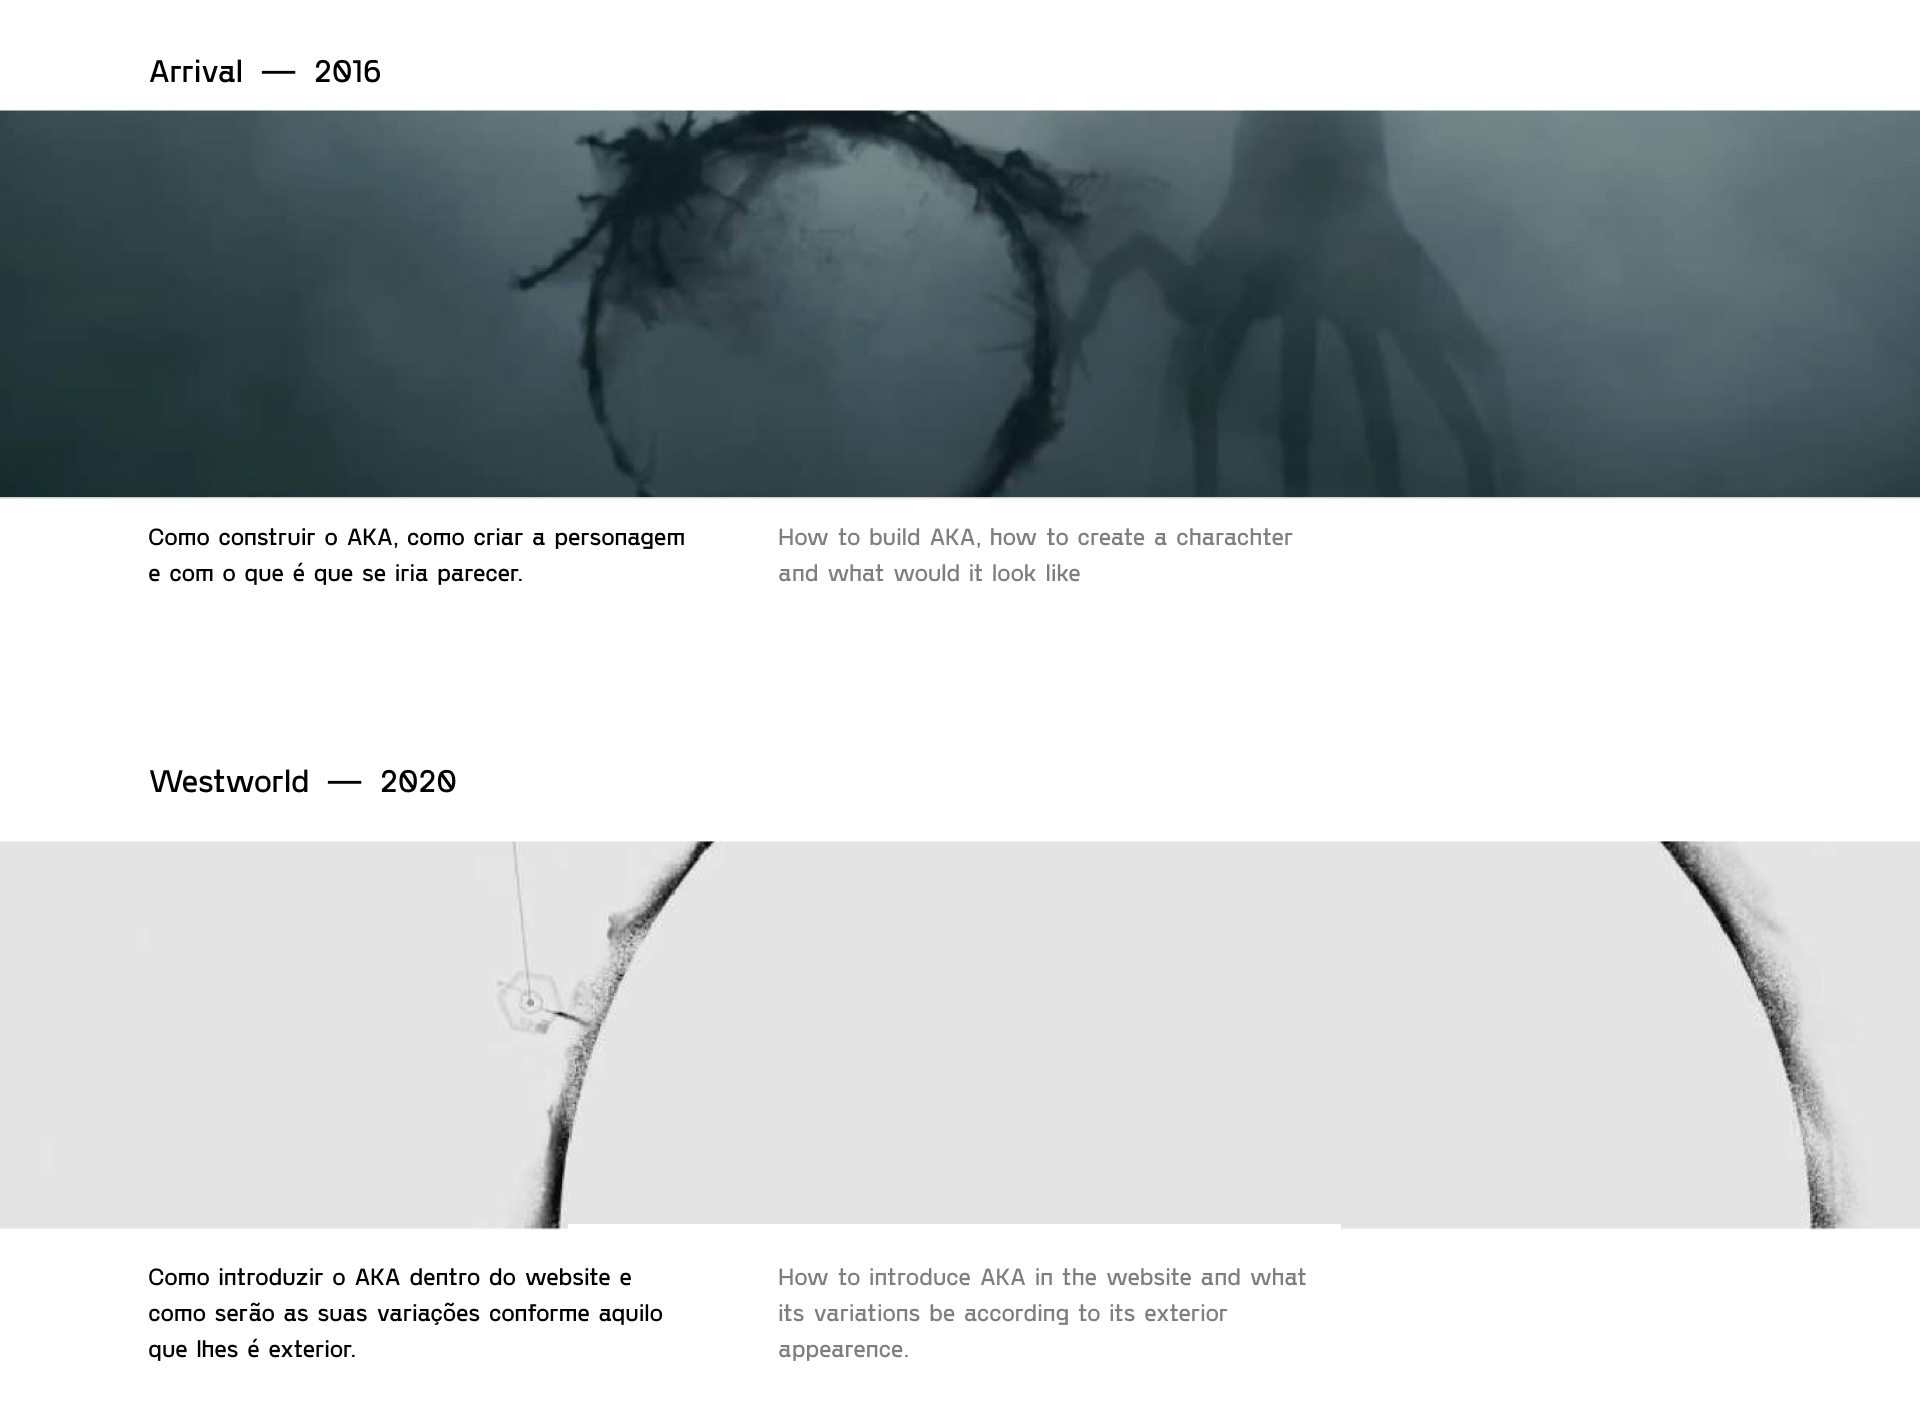 Arrival — 2016
Como construir o AKA, como criar a personagem
e com o que é que se iria parecer.
How to build AKA, how to create a charachter
and what would it look like
Westworld — 2020
Como introduzir o AKA dentro do website e
como serão as suas variações conforme aquilo
que lhes é exterior.
How to introduce AKA in the website and what
its variations be according to its exterior
appearence.